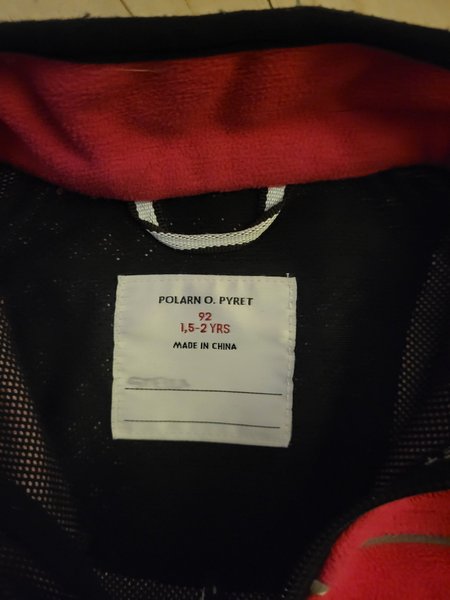 POLARN O. PYRET
92
1,5-2 YRS
MADE IN CHINA